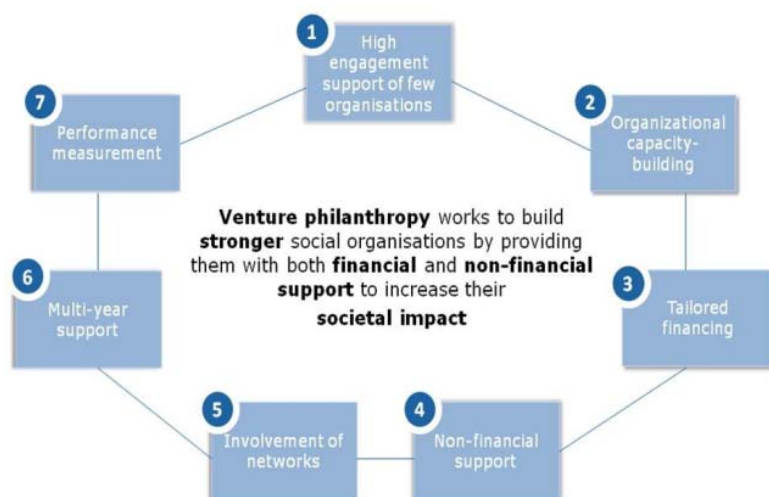 1
High
engagement
support of few
organisations
2
Organizational
capacity-
building
3
Tailored
financing
4
Non-financial
support
5
Involvement of
networks
6
Multi-year
support
7
Performance
measurement
Venture philanthropy works to build
stronger social organisations by providing
them with both financial and non-financial
support to increase their
societal impact